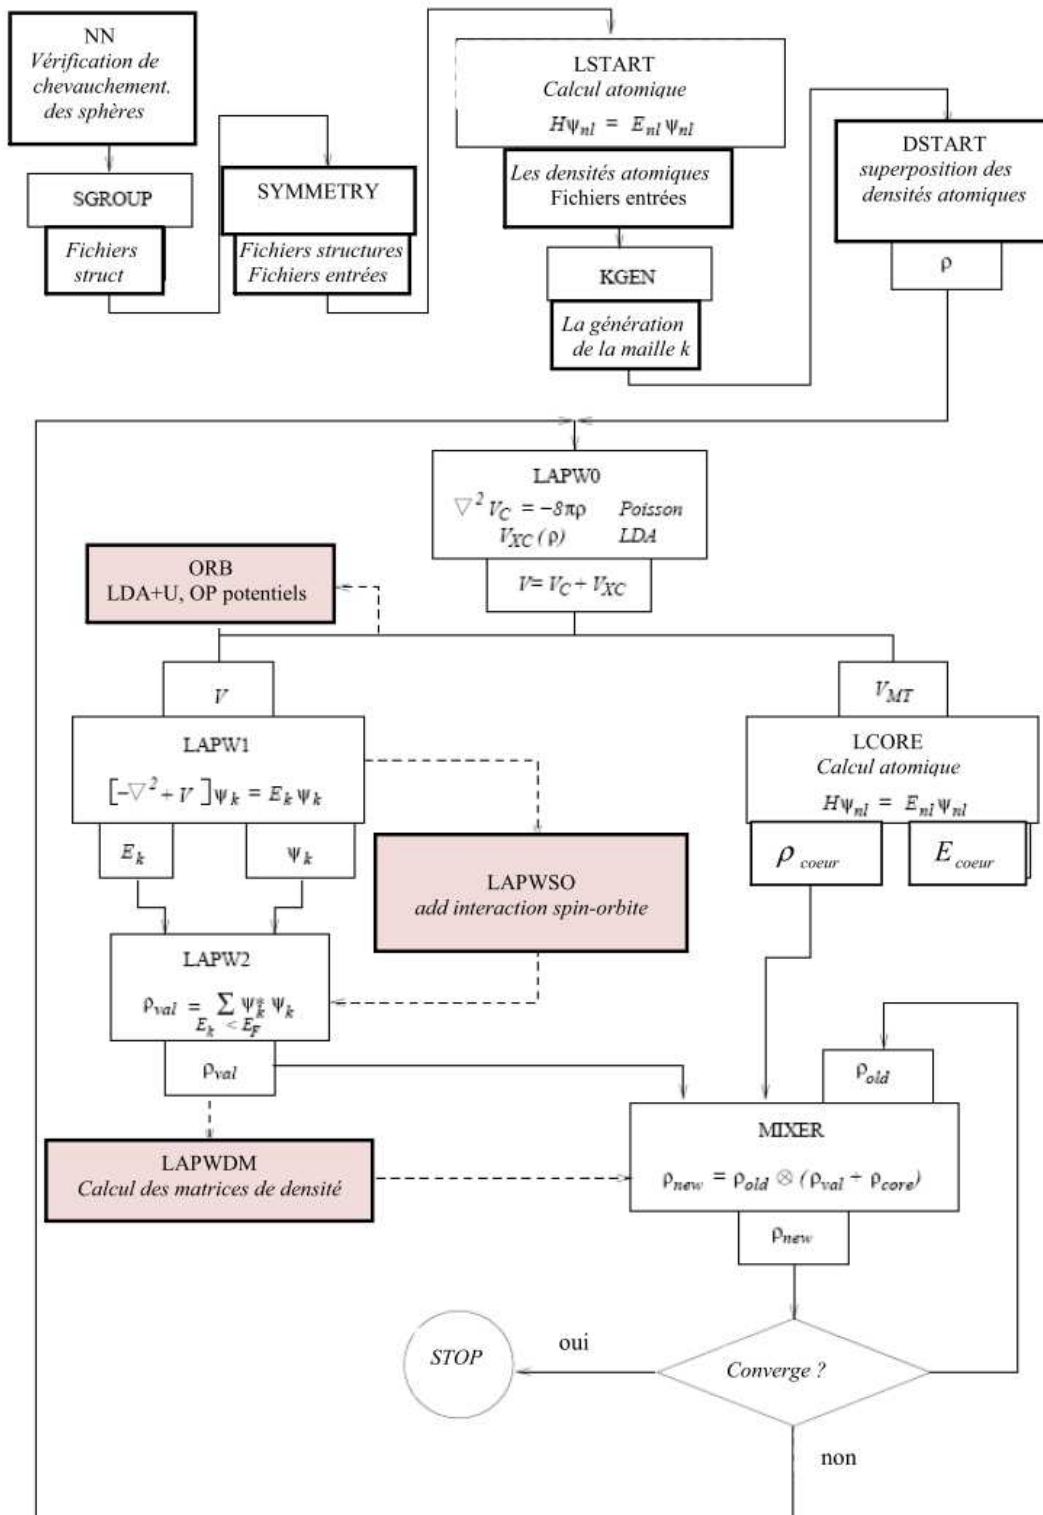 NN
Vérification de
chevauchement.
des sphères
SGROUP
Fichiers
struct
SYMMETRY
Fichiers structures
Fichiers entrées
LSTART
Calcul atomique
Hψnl = Enl ψnl
Les densités atomiques
Fichiers entrées
KGEN
La génération
de la maille k
DSTART
superposition des
densités atomiques
ρ
LAPW0
▽² VC = −8πρ Poisson
VXC(ρ) LDA
V= VC + VXC
ORB
LDA+U, OP potentiels
V
VMT
LAPW1
[−▽² + V ]ψk = Ek ψk
Ek
ψk
LCORE
Calcul atomique
Hψnl = Enl ψnl
ρ coeur
E coeur
LAPWSO
add interaction spin-orbite
LAPW2
ρval = Σ ψ*k ψk
Ek < EF
ρval
ρold
LAPWDM
Calcul des matrices de densité
MIXER
ρnew = ρold ⊗ (ρval + ρcore)
ρnew
STOP
oui
Converge ?
non